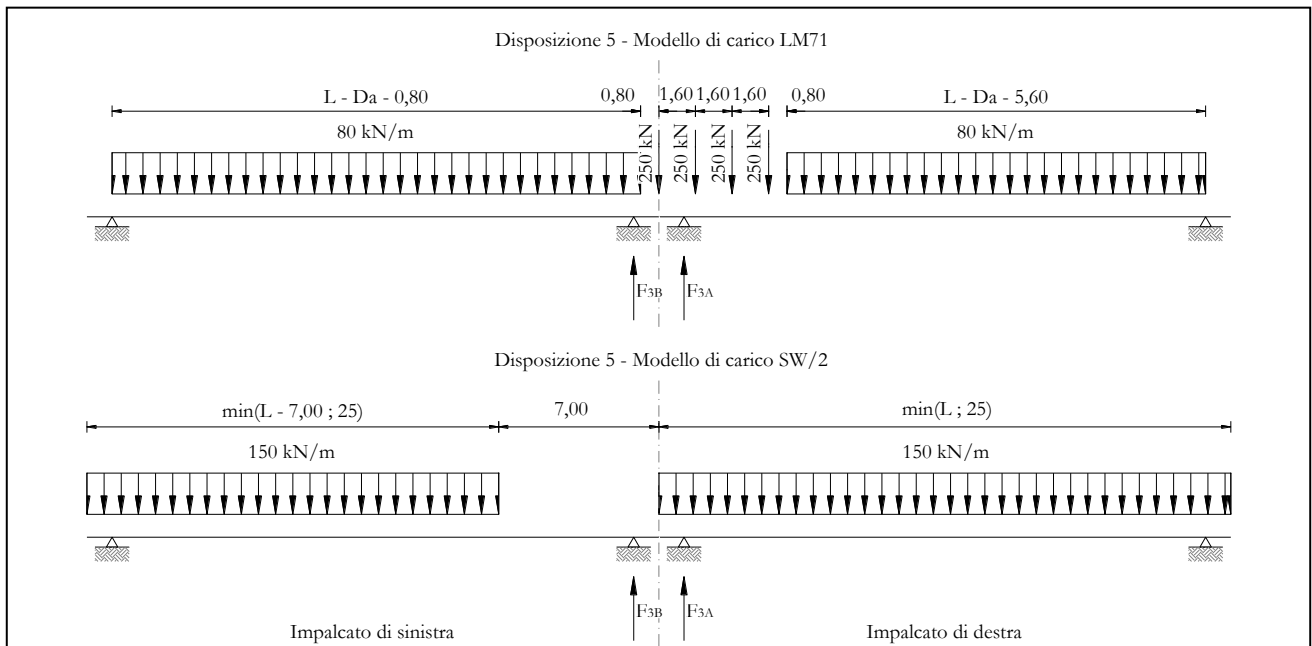 Disposizione 5 - Modello di carico LM71
L - Da - 0,80
0,80
1,60
1,60
1,60
0,80
L - Da - 5,60
80 kN/m
250 kN
250 kN
250 kN
250 kN
80 kN/m
F3B
F3A
Disposizione 5 - Modello di carico SW/2
min(L - 7,00 ; 25)
7,00
min(L ; 25)
150 kN/m
150 kN/m
F3B
F3A
Impalcato di sinistra
Impalcato di destra